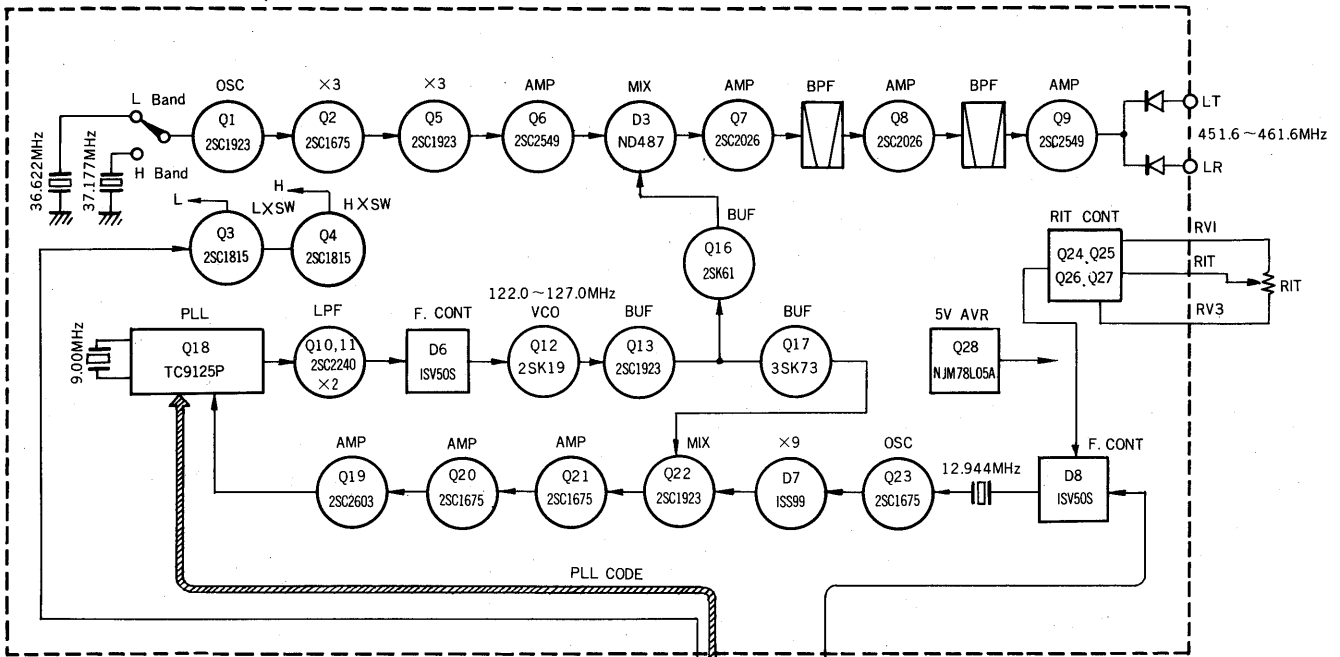 OSC
×3
×3
AMP
MIX
AMP
BPF
AMP
BPF
AMP
L Band
H Band
36.622MHz
37.177MHz
Q1
2SC1923
Q2
2SC1675
Q5
2SC1923
Q6
2SC2549
D3
ND487
Q7
2SC2026
Q8
2SC2026
Q9
2SC2549
LT
451.6～461.6MHz
LR
L
L×SW
H
H×SW
Q3
2SC1815
Q4
2SC1815
BUF
Q16
2SK61
RIT CONT
Q24、Q25
Q26、Q27
RV1
RIT
RV3
RIT
PLL
9.00MHz
Q18
TC9125P
LPF
Q10,11
2SC2240
×2
F. CONT
D6
ISV50S
122.0～127.0MHz
VCO
Q12
2SK19
BUF
Q13
2SC1923
BUF
Q17
3SK73
5V AVR
Q28
NJM78L05A
AMP
Q19
2SC2603
AMP
Q20
2SC1675
AMP
Q21
2SC1675
MIX
Q22
2SC1923
×9
D7
ISS99
OSC
Q23
2SC1675
12.944MHz
F. CONT
D8
ISV50S
PLL CODE